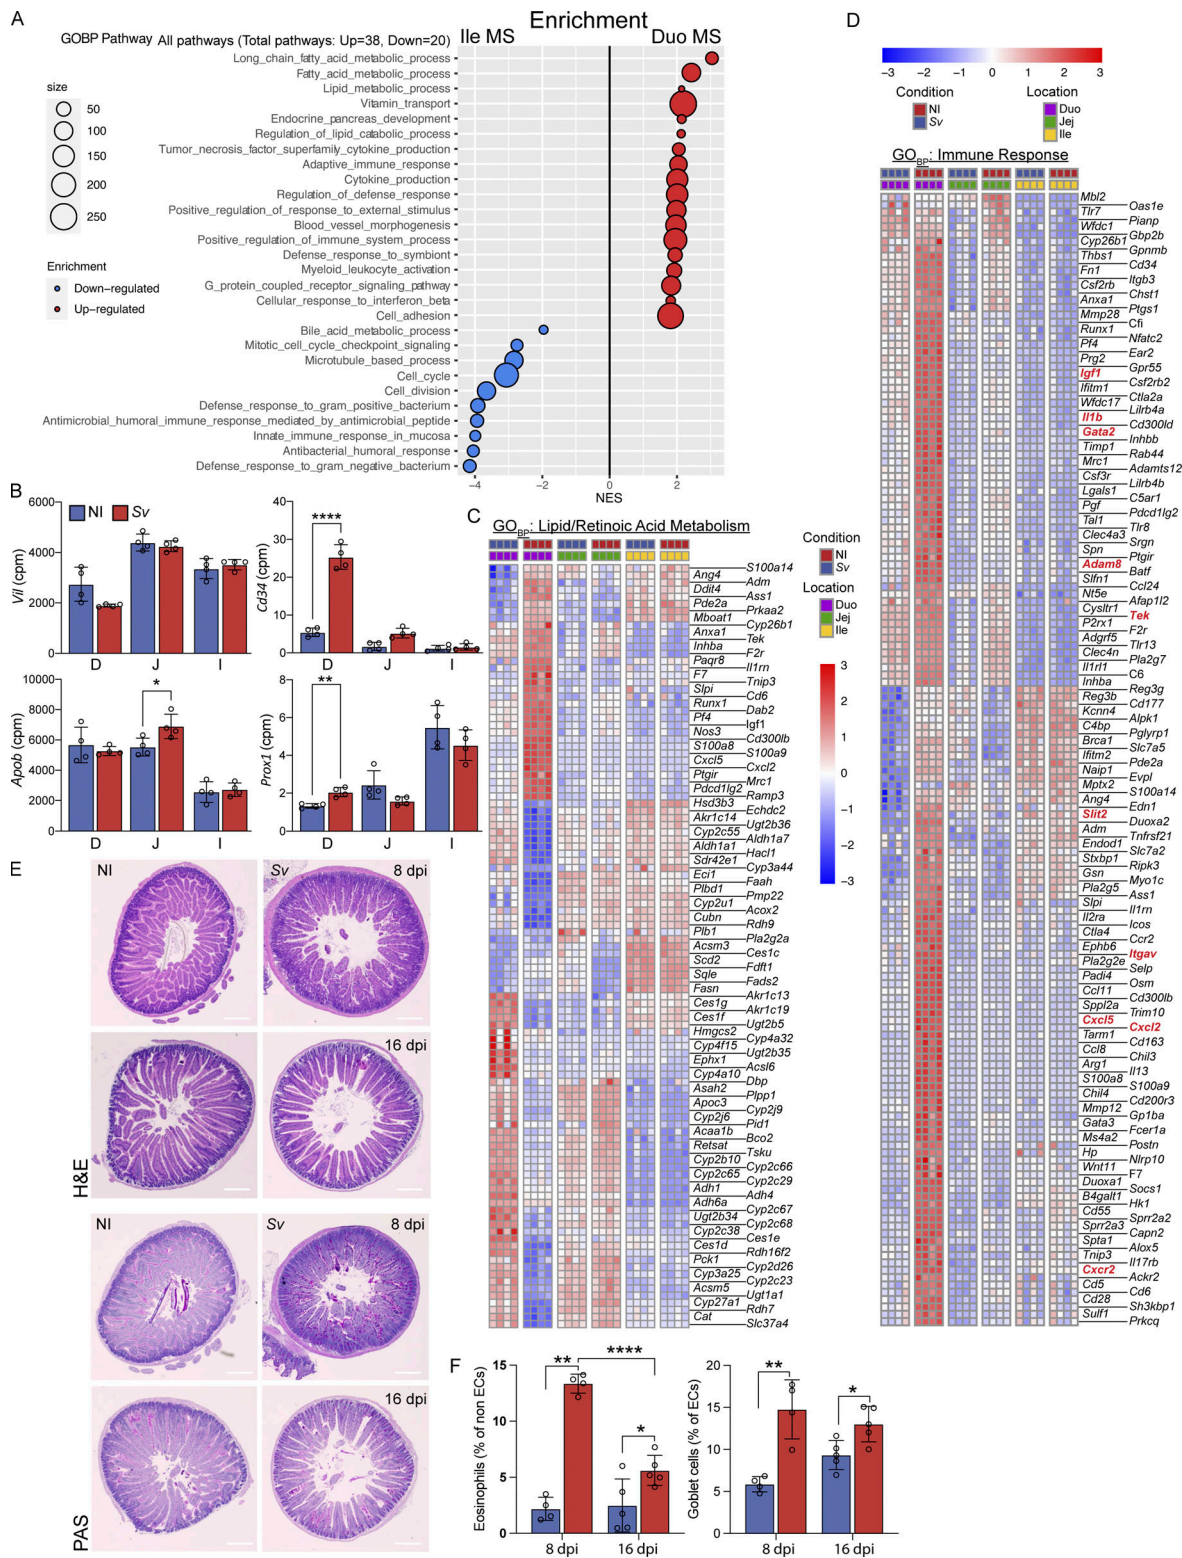 A
Enrichment
GOBP Pathway
All pathways (Total pathways: Up=38, Down=20)
Ile MS
Duo MS
size
50
100
150
200
250
Enrichment
Down-regulated
Up-regulated
Long_chain_fatty_acid_metabolic_process
Fatty_acid_metabolic_process
Lipid_metabolic_process
Vitamin_transport
Endocrine_pancreas_development
Regulation_of_lipid_catabolic_process
Tumor_necrosis_factor_superfamily_cytokine_production
Adaptive_immune_response
Cytokine_production
Regulation_of_defense_response
Positive_regulation_of_response_to_external_stimulus
Blood_vessel_morphogenesis
Positive_regulation_of_immune_system_process
Defense_response_to_symbiont
Myeloid_leukocyte_activation
G_protein_coupled_receptor_signaling_pathway
Cellular_response_to_interferon_beta
Cell_adhesion
Bile_acid_metabolic_process
Mitotic_cell_cycle_checkpoint_signaling
Microtubule_based_process
Cell_cycle
Cell_division
Defense_response_to_gram_positive_bacterium
Antimicrobial_humoral_immune_response_mediated_by_antimicrobial_peptide
Innate_immune_response_in_mucosa
Antibacterial_humoral_response
Defense_response_to_gram_negative_bacterium
−4 −2 0 2
NES
B
NI Sv
Vil (cpm)
6000
4000
2000
0
D J I
Cd34 (cpm)
40
30
20
10
0
****
D J I
Apob (cpm)
10000
8000
6000
4000
2000
0
*
D J I
Prox1 (cpm)
8
6
4
2
0
**
D J I
C
GOBP: Lipid/Retinoic Acid Metabolism
Condition
NI
Sv
Location
Duo
Jej
Ile
3
2
1
0
−1
−2
−3
S100a14
Ang4
Adm
Ddit4
Ass1
Pde2a
Prkaa2
Mboat1
Cyp26b1
Anxa1
Tek
Inhba
F2r
Paqr8
Il1rn
F7
Tnip3
Slpi
Cd6
Runx1
Dab2
Pf4
Igf1
Nos3
Cd300lb
S100a8
S100a9
Cxcl5
Cxcl2
Ptgir
Mrc1
Pdcd1lg2
Ramp3
Hsd3b3
Echdc2
Akr1c14
Ugt2b36
Cyp2c55
Aldh1a7
Aldh1a1
Hacl1
Sdr42e1
Cyp3a44
Eci1
Faah
Plbd1
Pmp22
Cyp2u1
Acox2
Cubn
Rdh9
Plb1
Pla2g2a
Acsm3
Ces1c
Scd2
Fdft1
Sqle
Fads2
Fasn
Akr1c13
Ces1g
Akr1c19
Ces1f
Ugt2b5
Hmgcs2
Cyp4a32
Cyp4f15
Ugt2b35
Ephx1
Acsl6
Cyp4a10
Dbp
Asah2
Plpp1
Apoc3
Cyp2j9
Cyp2j6
Pid1
Acaa1b
Bco2
Retsat
Tsku
Cyp2b10
Cyp2c66
Cyp2c65
Cyp2c29
Adh1
Adh4
Adh6a
Cyp2c67
Ugt2b34
Cyp2c68
Cyp2c38
Ces1e
Ces1d
Rdh16f2
Pck1
Cyp2d26
Cyp3a25
Cyp2c23
Acsm5
Ugt1a1
Cyp27a1
Rdh7
Cat
Slc37a4
D
−3 −2 −1 0 1 2 3
Condition
NI
Sv
Location
Duo
Jej
Ile
GOBP: Immune Response
Mbl2
Oas1e
Tlr7
Pianp
Wfdc1
Gbp2b
Cyp26b1
Gpnmb
Thbs1
Cd34
Fn1
Itgb3
Csf2rb
Chst1
Anxa1
Ptgs1
Mmp28
Cfi
Runx1
Nfatc2
Pf4
Ear2
Prg2
Gpr55
Igf1
Csf2rb2
Ifitm1
Ctla2a
Wfdc17
Lilrb4a
Il1b
Cd300ld
Gata2
Inhbb
Timp1
Rab44
Mrc1
Adamts12
Csf3r
Lilrb4b
Lgals1
C5ar1
Pgf
Pdcd1lg2
Tal1
Tlr8
Clec4a3
Srgn
Spn
Ptgir
Adam8
Batf
Slfn1
Ccl24
Nt5e
Afap1l2
Cysltr1
Tek
P2rx1
F2r
Adgrf5
Tlr13
Clec4n
Pla2g7
Il1rl1
C6
Inhba
Reg3g
Reg3b
Cd177
Kcnn4
Alpk1
C4bp
Pglyrp1
Brca1
Slc7a5
Ifitm2
Pde2a
Naip1
Evpl
Mptx2
S100a14
Ang4
Edn1
Slit2
Duoxa2
Adm
Tnfrsf21
Endod1
Slc7a2
Stxbp1
Ripk3
Gsn
Myo1c
Pla2g5
Ass1
Slpi
Il1rn
Il2ra
Icos
Ctla4
Ccr2
Ephb6
Itgav
Pla2g2e
Selp
Padi4
Osm
Ccl11
Cd300lb
Sppl2a
Trim10
Cxcl5
Cxcl2
Tarm1
Cd163
Ccl8
Chil3
Arg1
Il13
S100a8
S100a9
Chil4
Cd200r3
Mmp12
Gp1ba
Gata3
Fcer1a
Ms4a2
Postn
Hp
Nlrp10
Wnt11
F7
Duoxa1
Socs1
B4galt1
Hk1
Cd55
Sprr2a2
Sprr2a3
Capn2
Spta1
Alox5
Tnip3
Il17rb
Cxcr2
Ackr2
Cd5
Cd6
Cd28
Sh3kbp1
Sulf1
Prkcq
E
NI
Sv
8 dpi
16 dpi
H&E
NI
Sv
8 dpi
16 dpi
PAS
F
Eosinophils (% of non ECs)
15
10
5
0
** **** *
8 dpi 16 dpi
Goblet cells (% of ECs)
20
15
10
5
0
** *
8 dpi 16 dpi